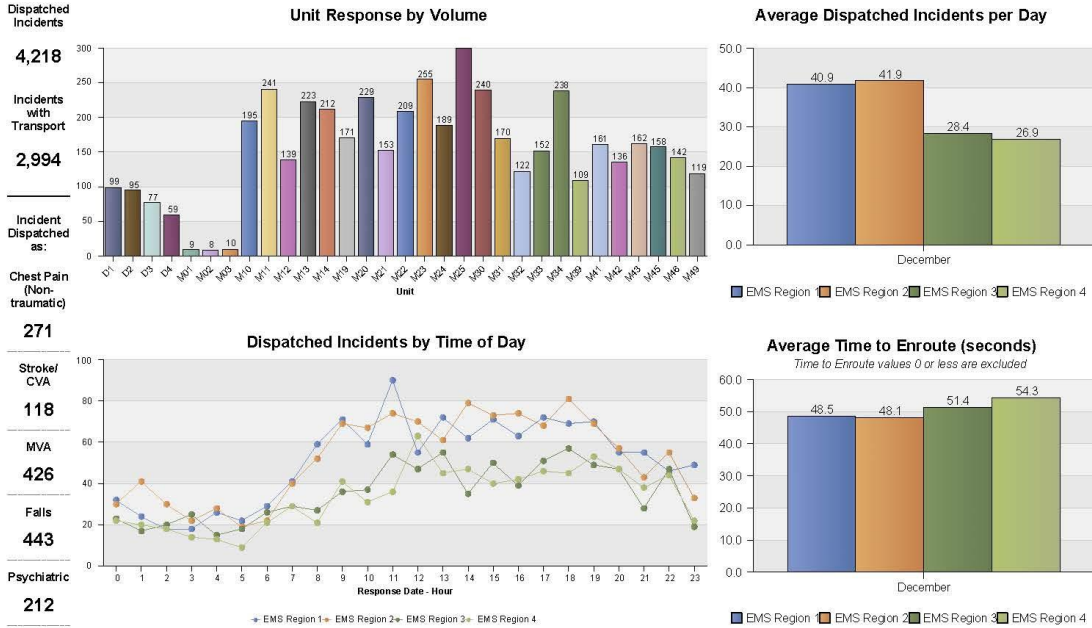 Dispatched
Incidents
4,218
Incidents
with
Transport
2,994
Incident
Dispatched
as:
Chest Pain
(Non-
traumatic)
271
Stroke/
CVA
118
MVA
426
Falls
443
Psychiatric
212
Unit Response by Volume
300
250
200
150
100
50
0
99
95
77
59
9
8
10
195
241
139
223
212
171
229
153
209
255
189
240
170
122
152
238
109
161
136
162
158
142
119
D1
D2
D3
D4
M01
M02
M03
M10
M11
M12
M13
M14
M19
M20
M21
M22
M23
M24
M25
M30
M31
M32
M33
M34
M39
M41
M42
M43
M45
M46
M49
Unit
Dispatched Incidents by Time of Day
100
80
60
40
20
0
0 1 2 3 4 5 6 7 8 9 10 11 12 13 14 15 16 17 18 19 20 21 22 23
Response Date - Hour
EMS Region 1 EMS Region 2 EMS Region 3 EMS Region 4
Average Dispatched Incidents per Day
50.0
40.0
30.0
20.0
10.0
0.0
40.9
41.9
28.4
26.9
December
EMS Region 1 EMS Region 2 EMS Region 3 EMS Region 4
Average Time to Enroute (seconds)
Time to Enroute values 0 or less are excluded
60.0
50.0
40.0
30.0
20.0
10.0
0.0
48.5
48.1
51.4
54.3
December
EMS Region 1 EMS Region 2 EMS Region 3 EMS Region 4